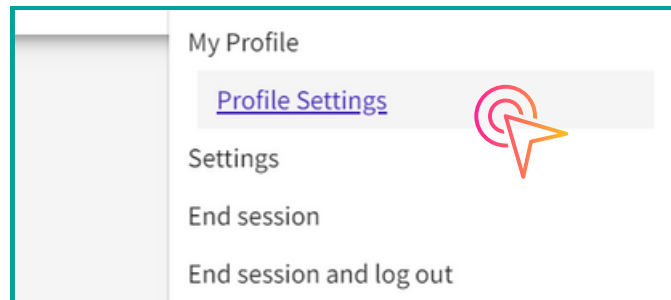 My Profile
Profile Settings
Settings
End session
End session and log out